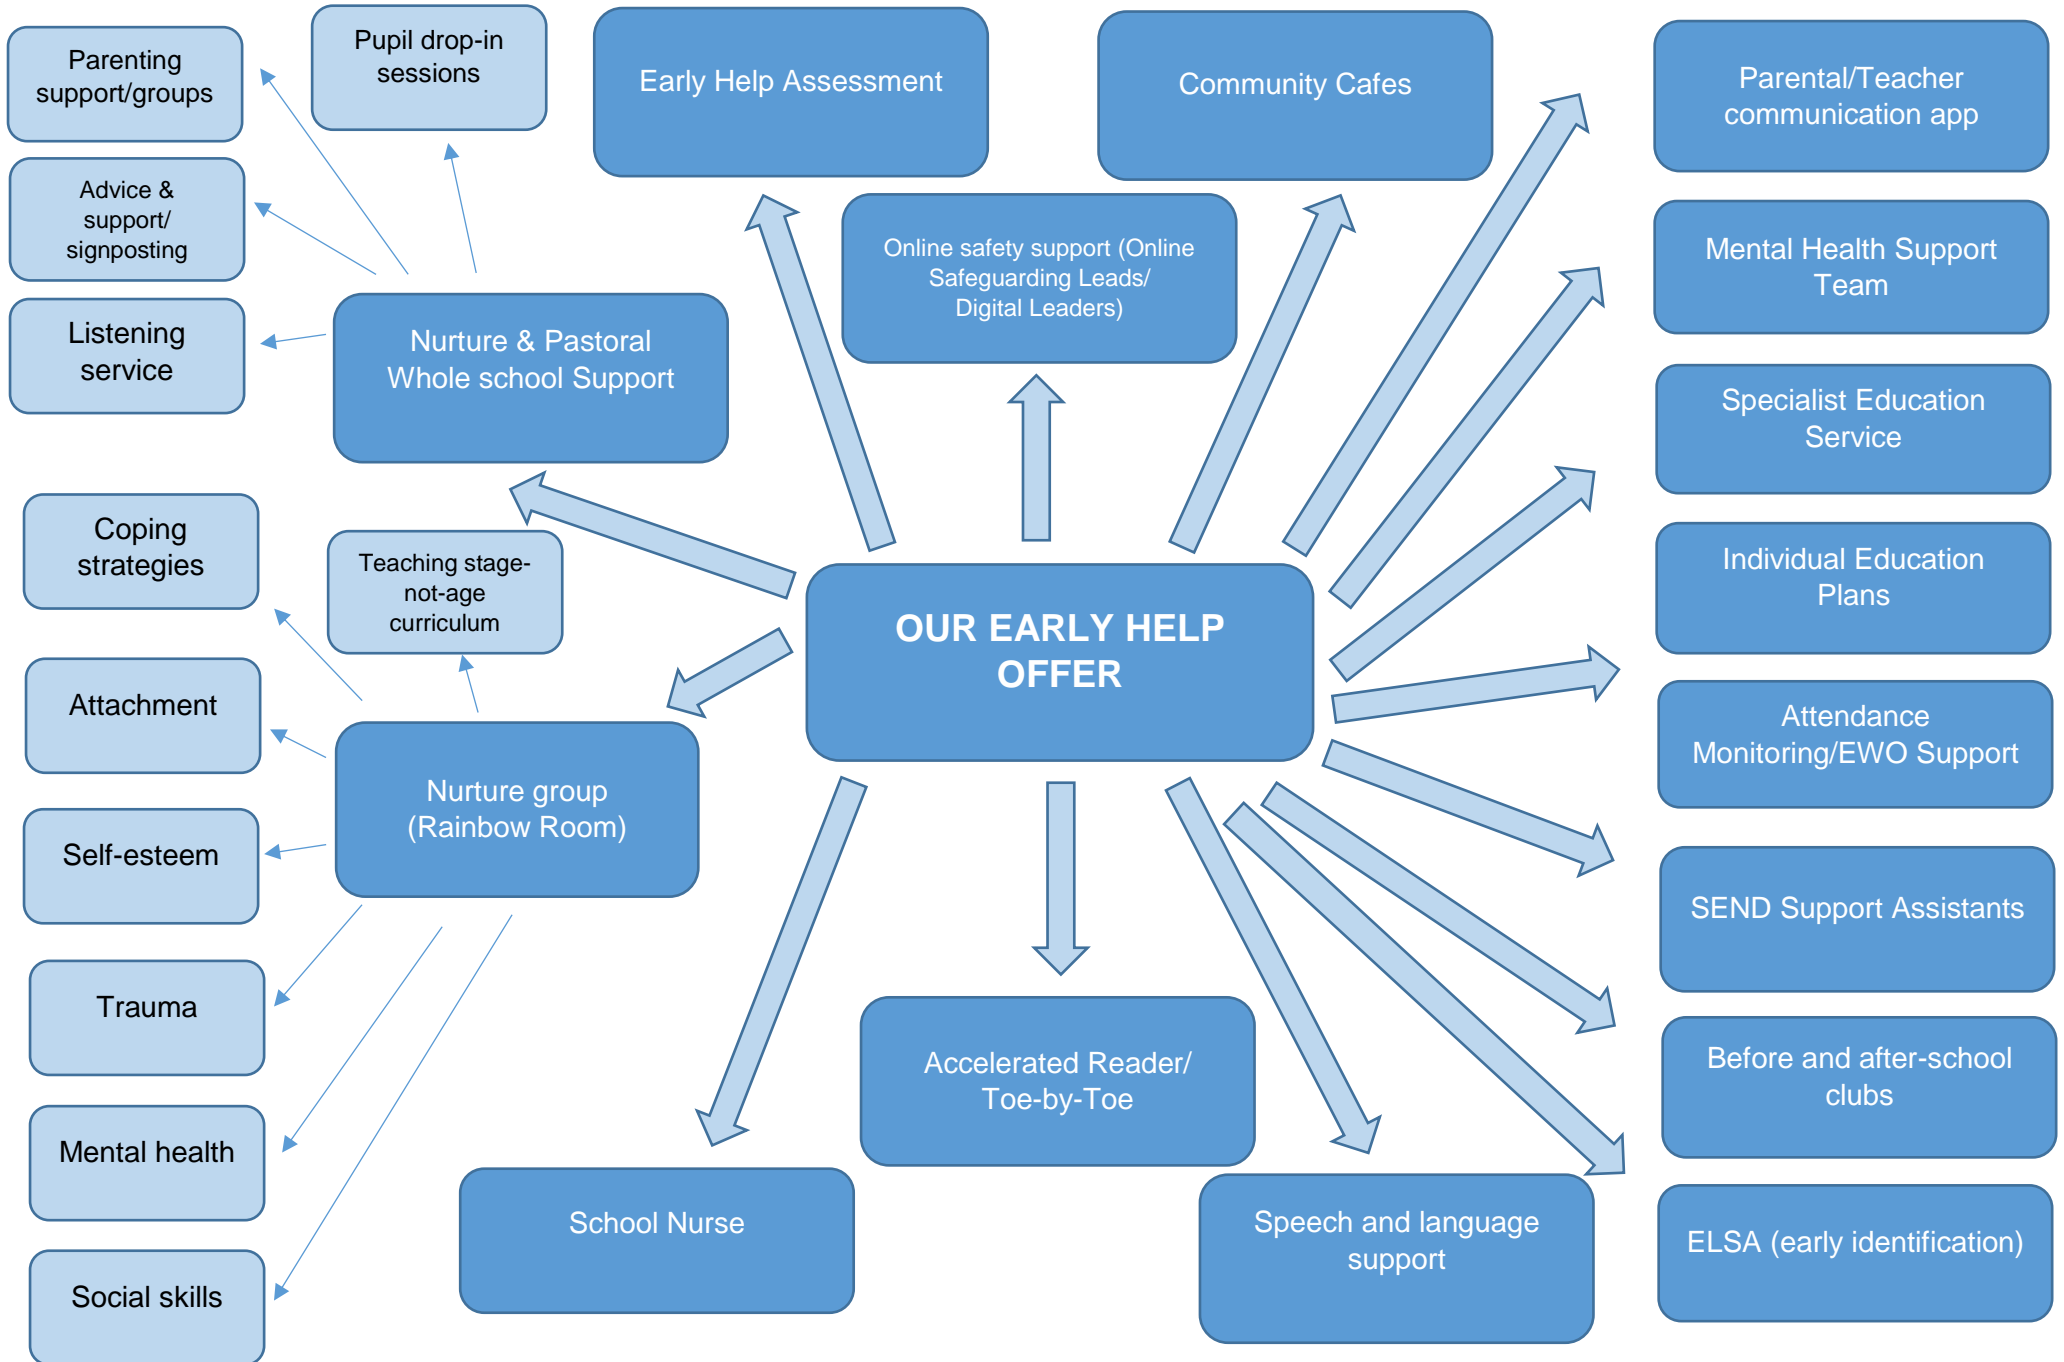 Parenting
support/groups
Pupil drop-in
sessions
Early Help Assessment
Community Cafes
Parental/Teacher
communication app
Advice &
support/
signposting
Online safety support (Online
Safeguarding Leads/
Digital Leaders)
Mental Health Support
Team
Listening
service
Nurture & Pastoral
Whole school Support
Specialist Education
Service
Coping
strategies
Teaching stage-
not-age
curriculum
OUR EARLY HELP
OFFER
Individual Education
Plans
Attachment
Nurture group
(Rainbow Room)
Attendance
Monitoring/EWO Support
Self-esteem
SEND Support Assistants
Trauma
Accelerated Reader/
Toe-by-Toe
Before and after-school
clubs
Mental health
School Nurse
Speech and language
support
ELSA (early identification)
Social skills